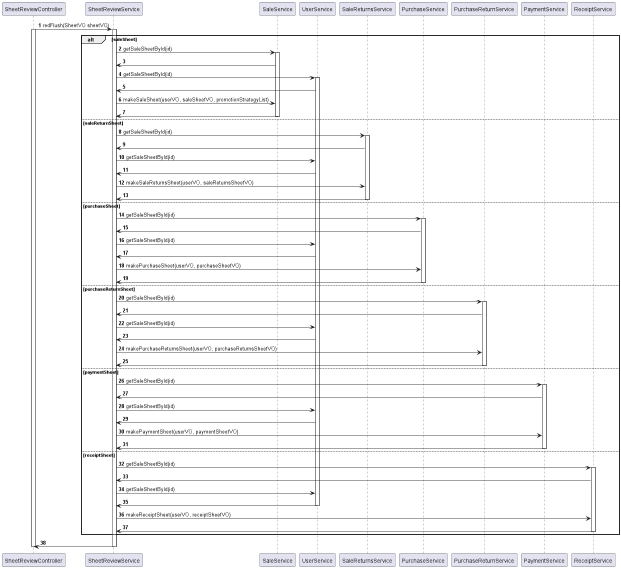 SheetReviewController SheetReviewService SaleService UserService SaleReturnsService PurchaseService PurchaseReturnService PaymentService ReceiptService
1 redFlush(SheetVO sheetVO)
alt [saleSheet]
2 getSaleSheetById(id)
3
4 getSaleSheetById(id)
5
6 makeSaleSheet(userVO, saleSheetVO, promotionStrategyList)
7
[saleReturnSheet]
8 getSaleSheetById(id)
9
10 getSaleSheetById(id)
11
12 makeSaleReturnsSheet(userVO, saleReturnsSheetVO)
13
[purchaseSheet]
14 getSaleSheetById(id)
15
16 getSaleSheetById(id)
17
18 makePurchaseSheet(userVO, purchaseSheetVO)
19
[purchaseReturnSheet]
20 getSaleSheetById(id)
21
22 getSaleSheetById(id)
23
24 makePurchaseReturnsSheet(userVO, purchaseReturnsSheetVO)
25
[paymentSheet]
26 getSaleSheetById(id)
27
28 getSaleSheetById(id)
29
30 makePaymentSheet(userVO, paymentSheetVO)
31
[receiptSheet]
32 getSaleSheetById(id)
33
34 getSaleSheetById(id)
35
36 makeReceiptSheet(userVO, receiptSheetVO)
37
38
SheetReviewController SheetReviewService SaleService UserService SaleReturnsService PurchaseService PurchaseReturnService PaymentService ReceiptService